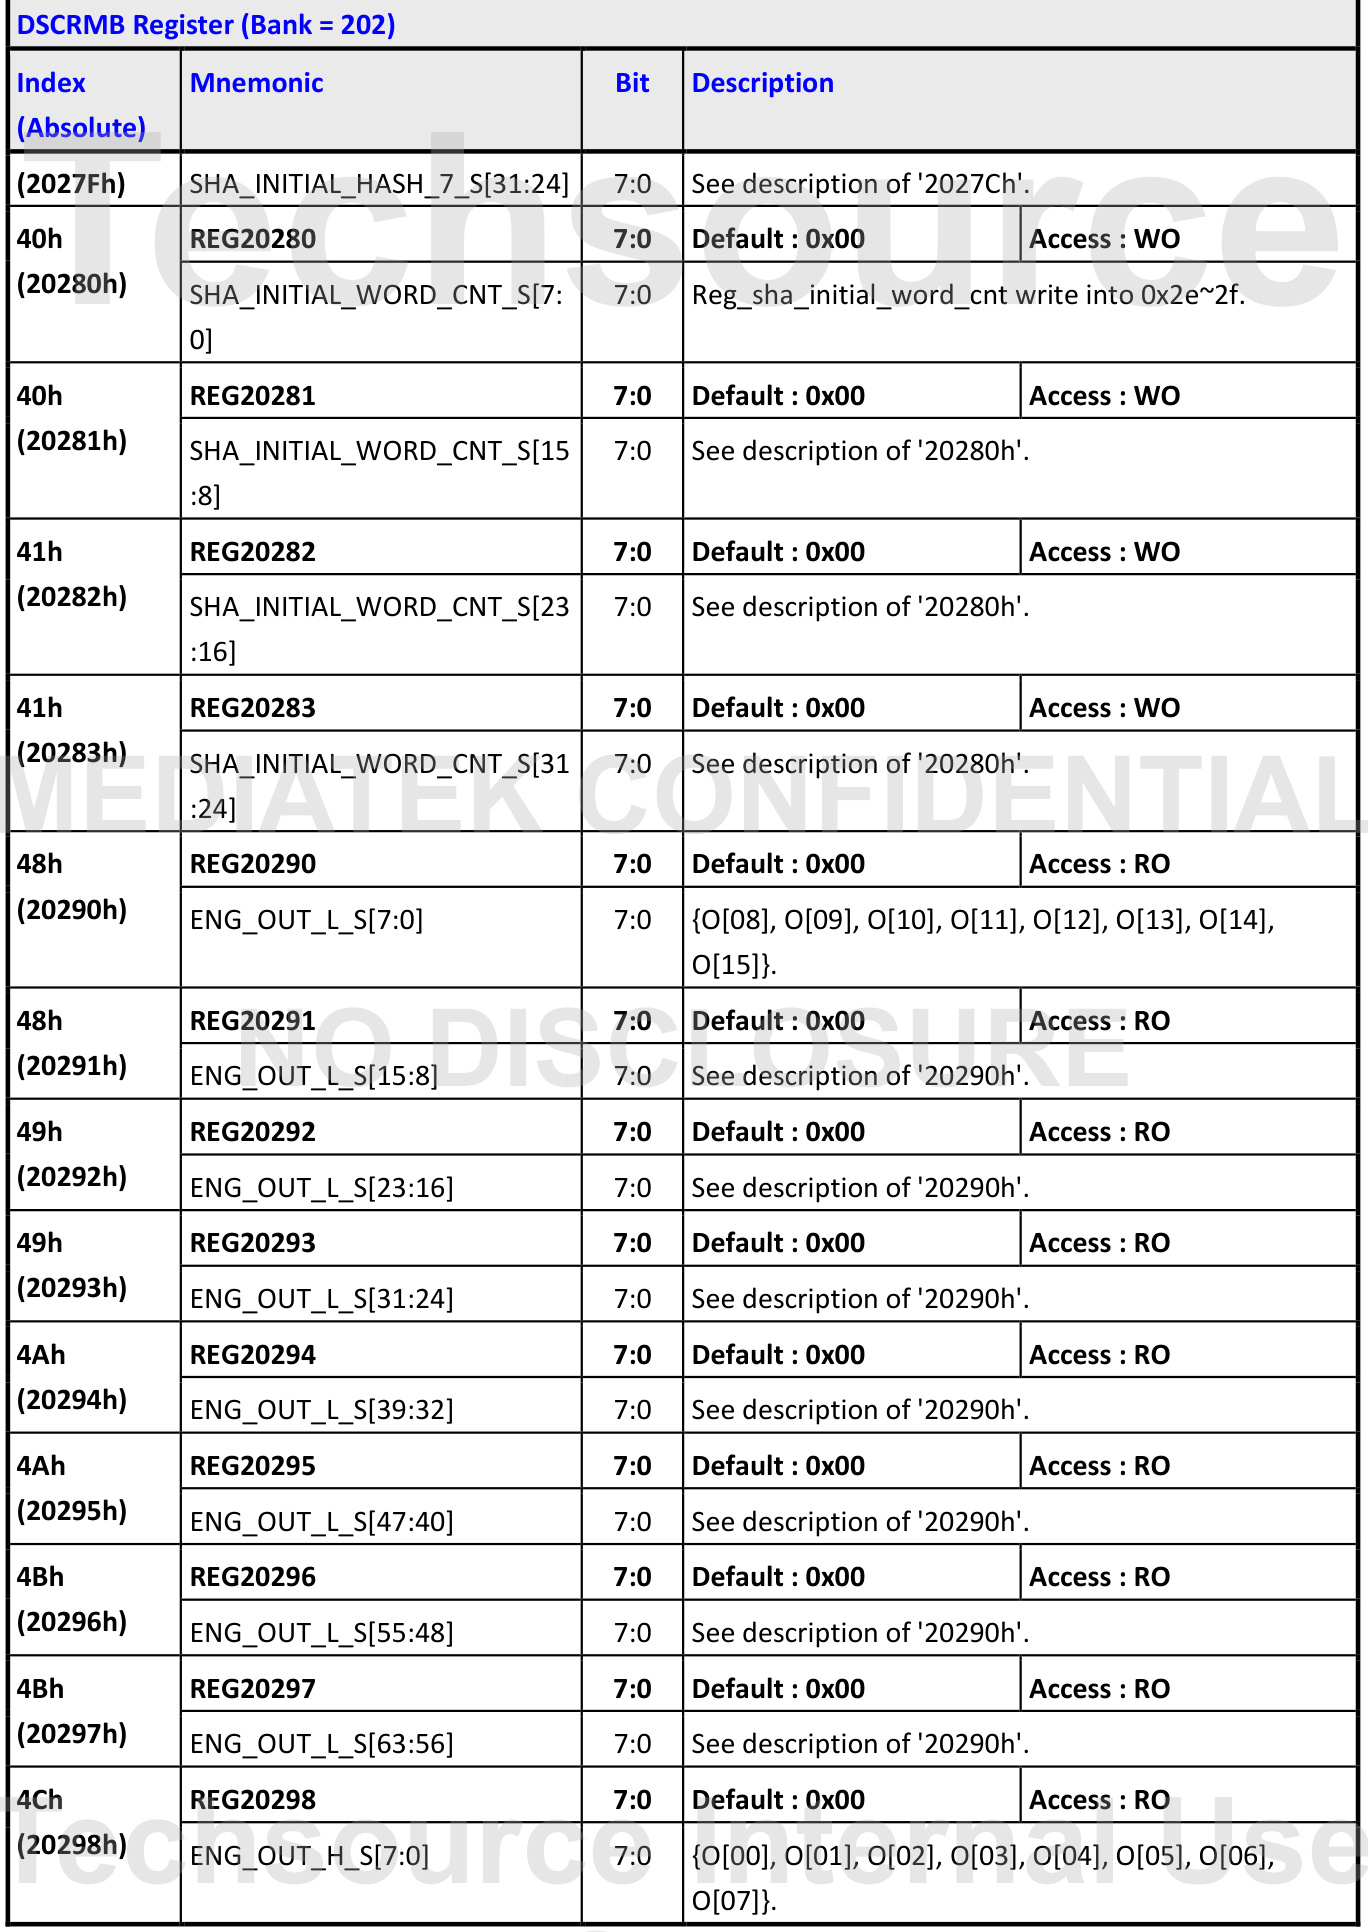 DSCRMB Register (Bank = 202)
Index Mnemonic Bit Description
(Absolute)
(2027Fh) SHA_INITIAL_HASH_7_S[31:24] 7:0 See description of '2027Ch'.
40h REG20280 7:0 Default : 0x00 Access : WO
(20280h) SHA_INITIAL_WORD_CNT_S[7: 7:0 Reg_sha_initial_word_cnt write into 0x2e~2f.
0]
40h REG20281 7:0 Default : 0x00 Access : WO
(20281h) SHA_INITIAL_WORD_CNT_S[15 7:0 See description of '20280h'.
:8]
41h REG20282 7:0 Default : 0x00 Access : WO
(20282h) SHA_INITIAL_WORD_CNT_S[23 7:0 See description of '20280h'.
:16]
41h REG20283 7:0 Default : 0x00 Access : WO
(20283h) SHA_INITIAL_WORD_CNT_S[31 7:0 See description of '20280h'.
:24]
48h REG20290 7:0 Default : 0x00 Access : RO
(20290h) ENG_OUT_L_S[7:0] 7:0 {O[08], O[09], O[10], O[11], O[12], O[13], O[14],
O[15]}.
48h REG20291 7:0 Default : 0x00 Access : RO
(20291h) ENG_OUT_L_S[15:8] 7:0 See description of '20290h'.
49h REG20292 7:0 Default : 0x00 Access : RO
(20292h) ENG_OUT_L_S[23:16] 7:0 See description of '20290h'.
49h REG20293 7:0 Default : 0x00 Access : RO
(20293h) ENG_OUT_L_S[31:24] 7:0 See description of '20290h'.
4Ah REG20294 7:0 Default : 0x00 Access : RO
(20294h) ENG_OUT_L_S[39:32] 7:0 See description of '20290h'.
4Ah REG20295 7:0 Default : 0x00 Access : RO
(20295h) ENG_OUT_L_S[47:40] 7:0 See description of '20290h'.
4Bh REG20296 7:0 Default : 0x00 Access : RO
(20296h) ENG_OUT_L_S[55:48] 7:0 See description of '20290h'.
4Bh REG20297 7:0 Default : 0x00 Access : RO
(20297h) ENG_OUT_L_S[63:56] 7:0 See description of '20290h'.
4Ch REG20298 7:0 Default : 0x00 Access : RO
(20298h) ENG_OUT_H_S[7:0] 7:0 {O[00], O[01], O[02], O[03], O[04], O[05], O[06],
O[07]}.
Techsource
MEDIATEK CONFIDENTIAL
NO DISCLOSURE
Techsource Internal Use